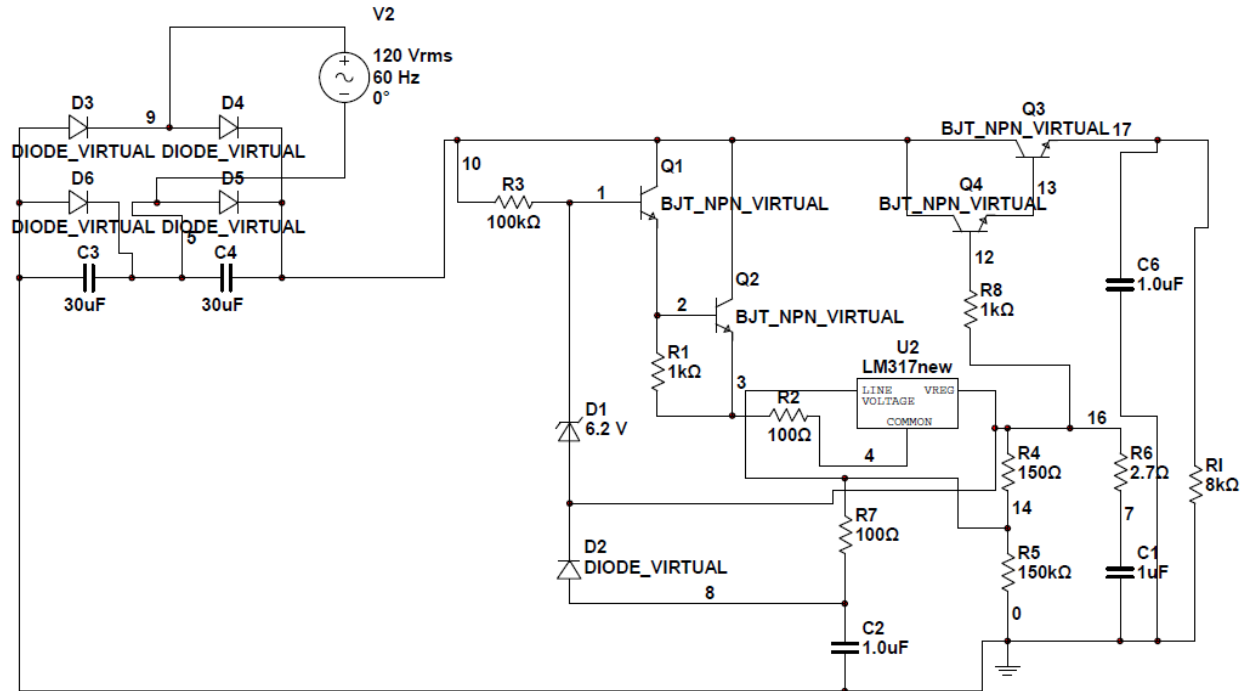 V2
120 Vrms
60 Hz
0°
D3
9
D4
DIODE_VIRTUAL
DIODE_VIRTUAL
D6
D5
DIODE_VIRTUAL
DIODE_VIRTUAL
5
C3
C4
30uF
30uF
10
R3
100kΩ
1
Q1
BJT_NPN_VIRTUAL
Q3
BJT_NPN_VIRTUAL
17
Q4
13
BJT_NPN_VIRTUAL
12
2
Q2
BJT_NPN_VIRTUAL
R8
1kΩ
C6
1.0uF
R1
1kΩ
U2
LM317new
3
LINE
VREG
VOLTAGE
COMMON
D1
6.2 V
R2
100Ω
4
16
R4
150Ω
R6
2.7Ω
Rl
8kΩ
14
7
R7
100Ω
D2
DIODE_VIRTUAL
8
R5
150kΩ
C1
1uF
0
C2
1.0uF